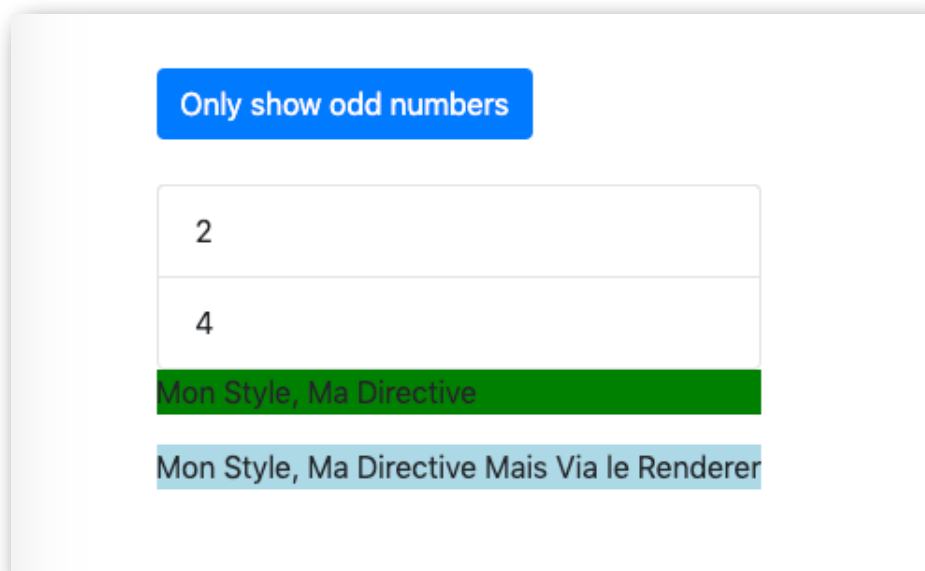 Only show odd numbers
2
4
Mon Style, Ma Directive
Mon Style, Ma Directive Mais Via le Renderer